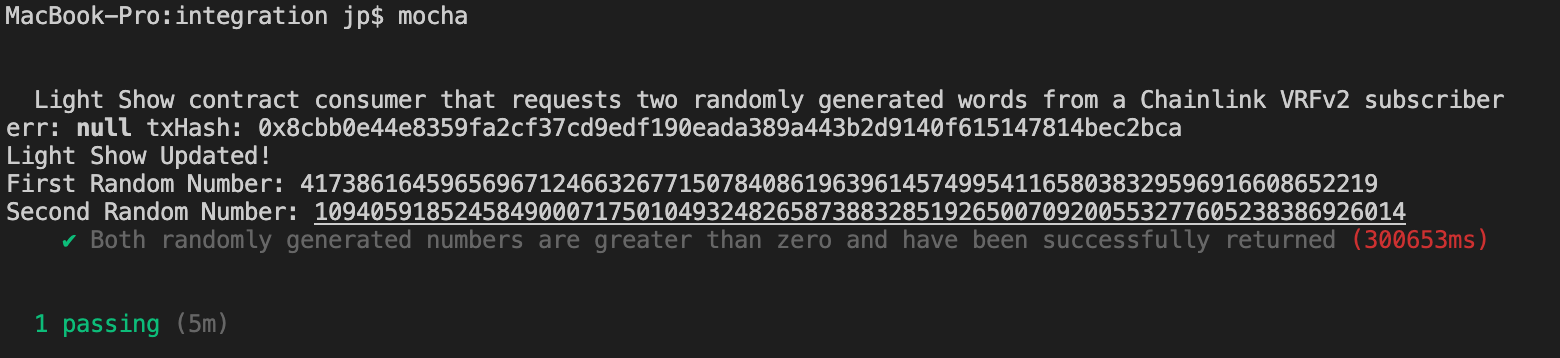 MacBook-Pro:integration jp$ mocha
Light Show contract consumer that requests two randomly generated words from a Chainlink VRFv2 subscriber
err: null txHash: 0x8cbb0e44e8359fa2cf37cd9edf190eada389a443b2d9140f615147814bec2bca
Light Show Updated!
First Random Number: 41738616459656967124663267715078408619639614574995411658038329596916608652219
Second Random Number: 109405918524584900071750104932482658738832851926500709200553277605238386926014
✔ Both randomly generated numbers are greater than zero and have been successfully returned (300653ms)
1 passing (5m)